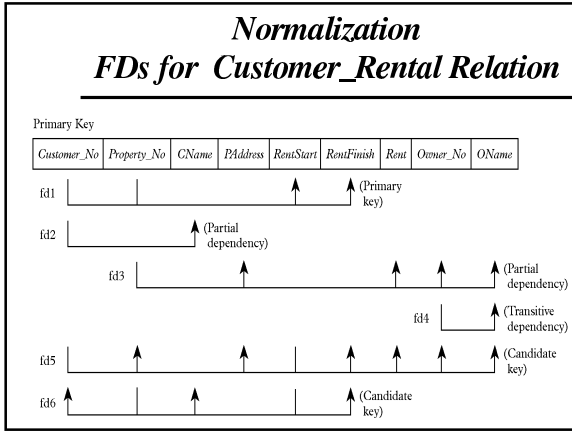 Normalization
FDs for Customer_Rental Relation
Primary Key
Customer_No Property_No CName PAddress RentStart RentFinish Rent Owner_No OName
fd1 (Primary
key)
fd2 (Partial
dependency)
fd3 (Partial
dependency)
fd4 (Transitive
dependency)
fd5 (Candidate
key)
fd6 (Candidate
key)